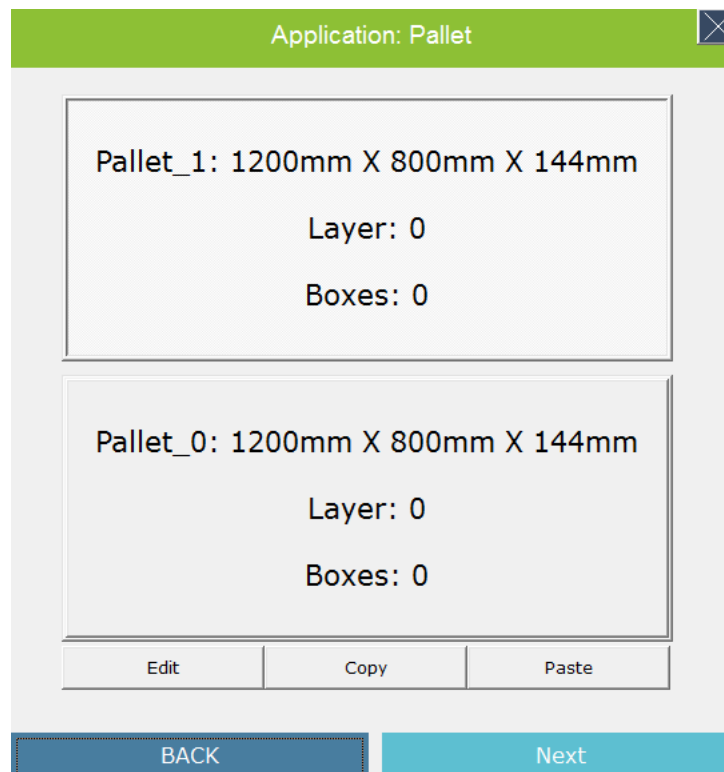 Application: Pallet
Pallet_1: 1200mm X 800mm X 144mm
Layer: 0
Boxes: 0
Pallet_0: 1200mm X 800mm X 144mm
Layer: 0
Boxes: 0
Edit Copy Paste
BACK Next